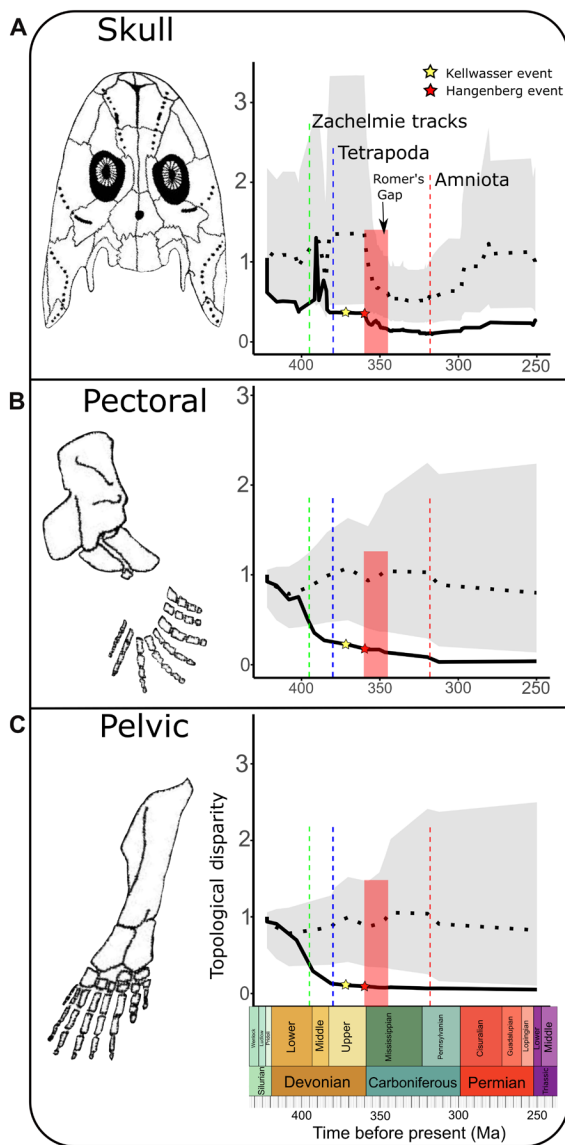 A
Skull
Kellwasser event
Hangenberg event
3
Zachelmie tracks
2
Tetrapoda
Romer's
Gap
Amniota
1
0
400
350
300
250
B
Pectoral
3
2
1
0
400
350
300
250
C
Pelvic
3
2
1
0
Topological disparity
Wenlock
Ludlow
Pridoli
Lower
Middle
Upper
Mississippian
Pennsylvanian
Cisuralian
Guadalupian
Lopingian
Lower
Middle
Silurian
Devonian
Carboniferous
Permian
Triassic
400
350
300
250
Time before present (Ma)